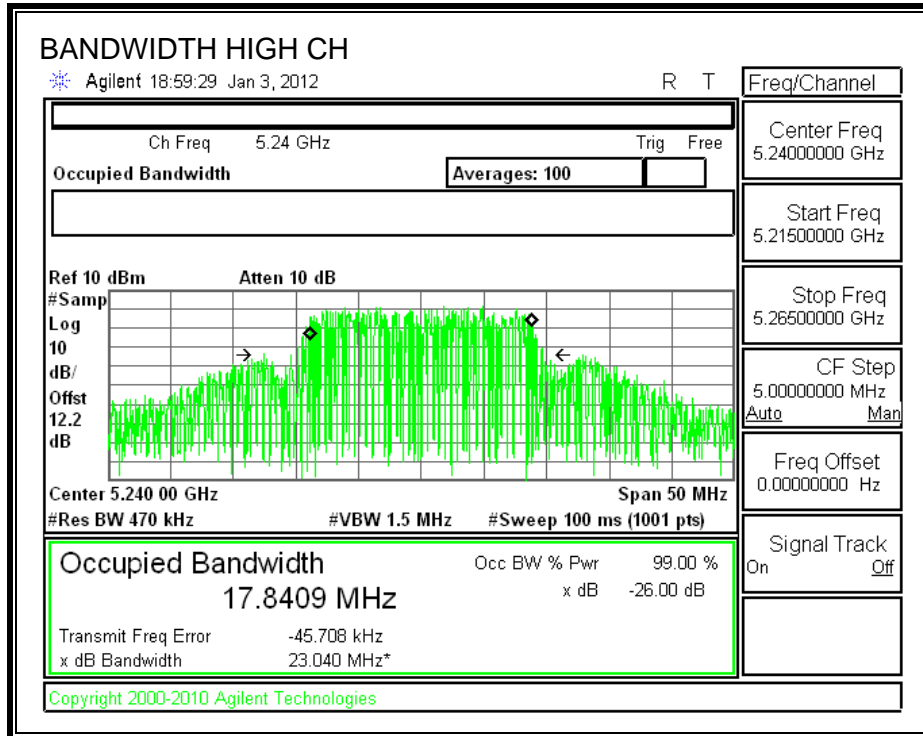 BANDWIDTH HIGH CH
Agilent 18:59:29 Jan 3, 2012 R T
Freq/Channel
Ch Freq 5.24 GHz Trig Free
Occupied Bandwidth Averages: 100
Center Freq
5.24000000 GHz
Start Freq
5.21500000 GHz
Stop Freq
5.26500000 GHz
CF Step
5.00000000 MHz
Auto Man
Freq Offset
0.00000000 Hz
Signal Track
On Off
Ref 10 dBm Atten 10 dB
#Samp
Log
10
dB/
Offst
12.2
dB
Center 5.240 00 GHz Span 50 MHz
#Res BW 470 kHz #VBW 1.5 MHz #Sweep 100 ms (1001 pts)
Occupied Bandwidth Occ BW % Pwr 99.00 %
17.8409 MHz x dB -26.00 dB
Transmit Freq Error -45.708 kHz
x dB Bandwidth 23.040 MHz*
Copyright 2000-2010 Agilent Technologies